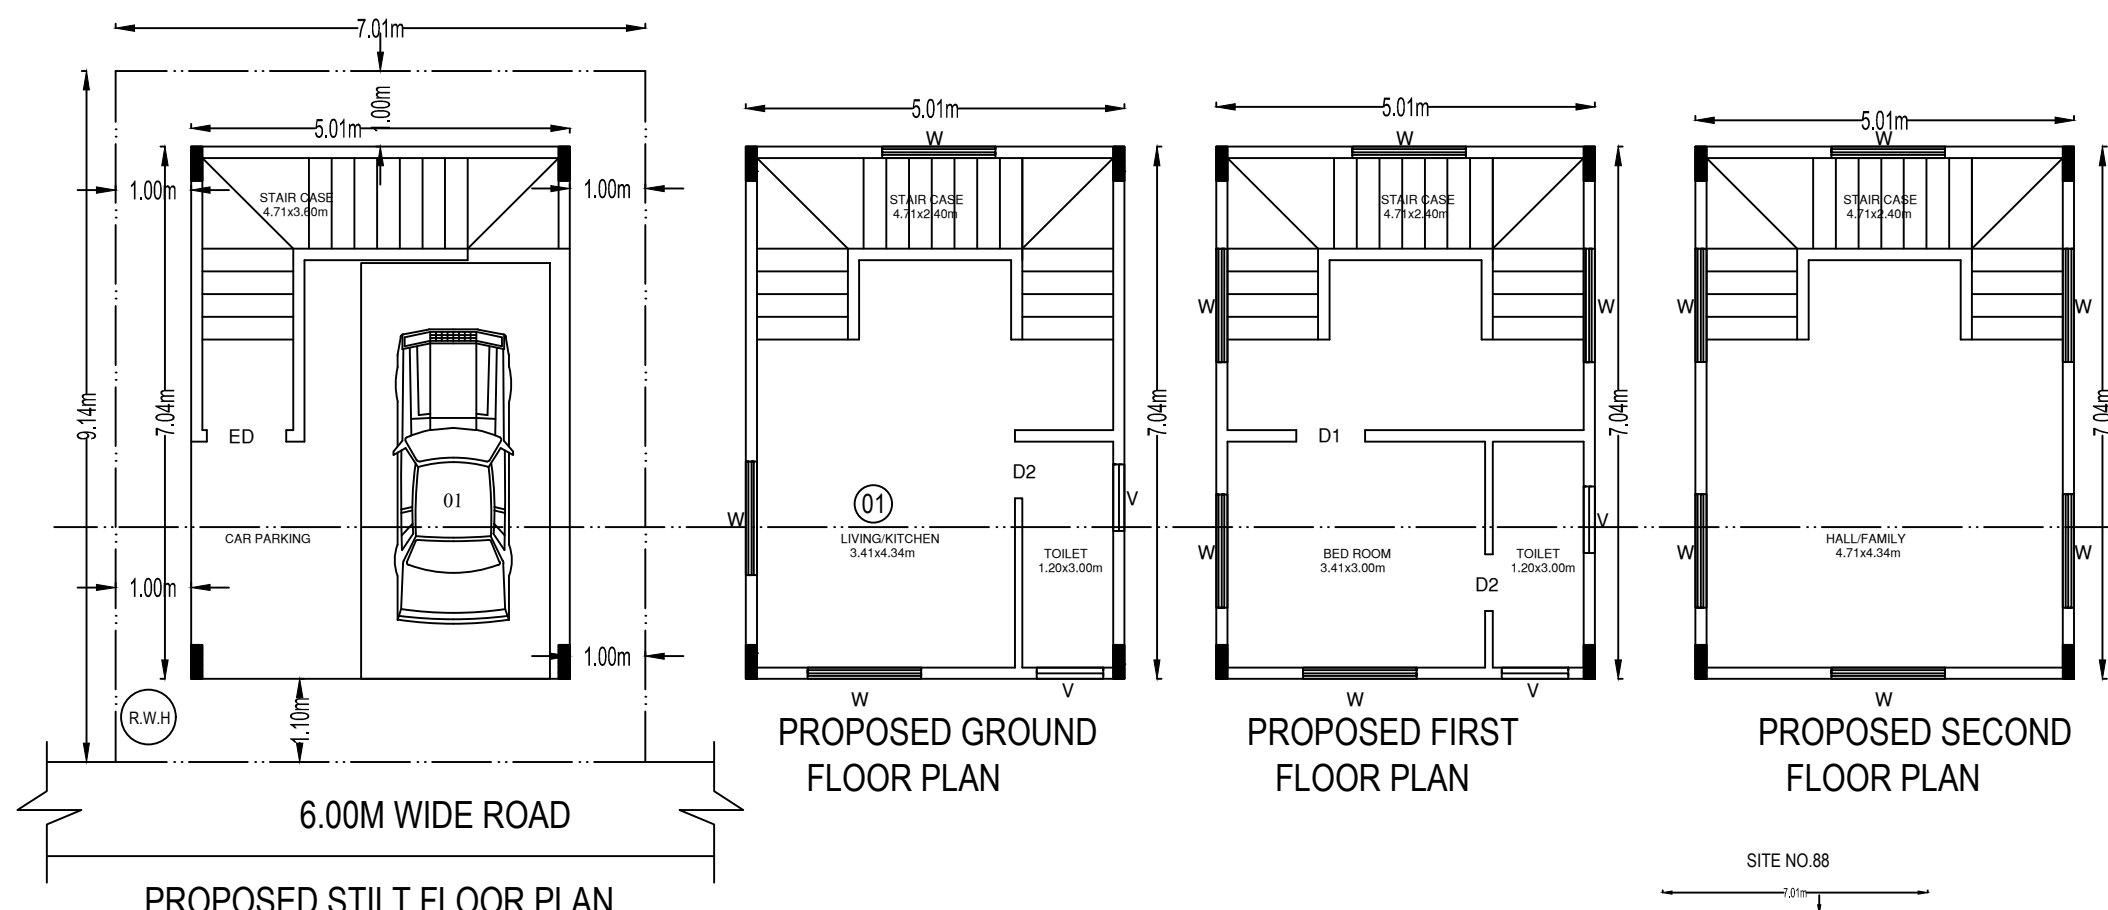 7.01m
1.00m
5.01m
1.00m
1.00m
STAIR CASE
4.71x3.60m
9.14m
7.04m
ED
01
CAR PARKING
1.00m
1.00m
R.W.H
1.10m
6.00M WIDE ROAD
PROPOSED STILT FLOOR PLAN
5.01m
W
STAIR CASE
4.71x2.40m
7.04m
D2
01
V
W
LIVING/KITCHEN
3.41x4.34m
TOILET
1.20x3.00m
W
V
PROPOSED GROUND
FLOOR PLAN
5.01m
W
STAIR CASE
4.71x2.40m
W
W
7.04m
D1
V
W
BED ROOM
3.41x3.00m
TOILET
1.20x3.00m
D2
W
V
PROPOSED FIRST
FLOOR PLAN
5.01m
W
STAIR CASE
4.71x2.40m
W
W
7.04m
HALL/FAMILY
4.71x4.34m
W
W
W
PROPOSED SECOND
FLOOR PLAN
SITE NO.88
7.01m